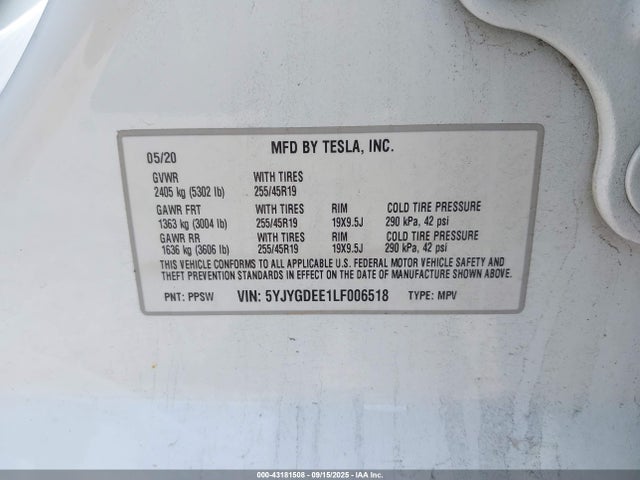 MFD BY TESLA, INC.
05/20
GVWR WITH TIRES
2405 kg (5302 lb) 255/45R19
GAWR FRT WITH TIRES RIM COLD TIRE PRESSURE
1363 kg (3004 lb) 255/45R19 19X9.5J 290 kPa, 42 psi
GAWR RR WITH TIRES RIM COLD TIRE PRESSURE
1636 kg (3606 lb) 255/45R19 19X9.5J 290 kPa, 42 psi
THIS VEHICLE CONFORMS TO ALL APPLICABLE U.S. FEDERAL MOTOR VEHICLE SAFETY AND
THEFT PREVENTION STANDARDS IN EFFECT ON THE DATE OF MANUFACTURE SHOWN ABOVE.
PNT: PPSW VIN: 5YJYGDEE1LF006518 TYPE: MPV
000-43181508 - 09/15/2025 - IAA Inc.